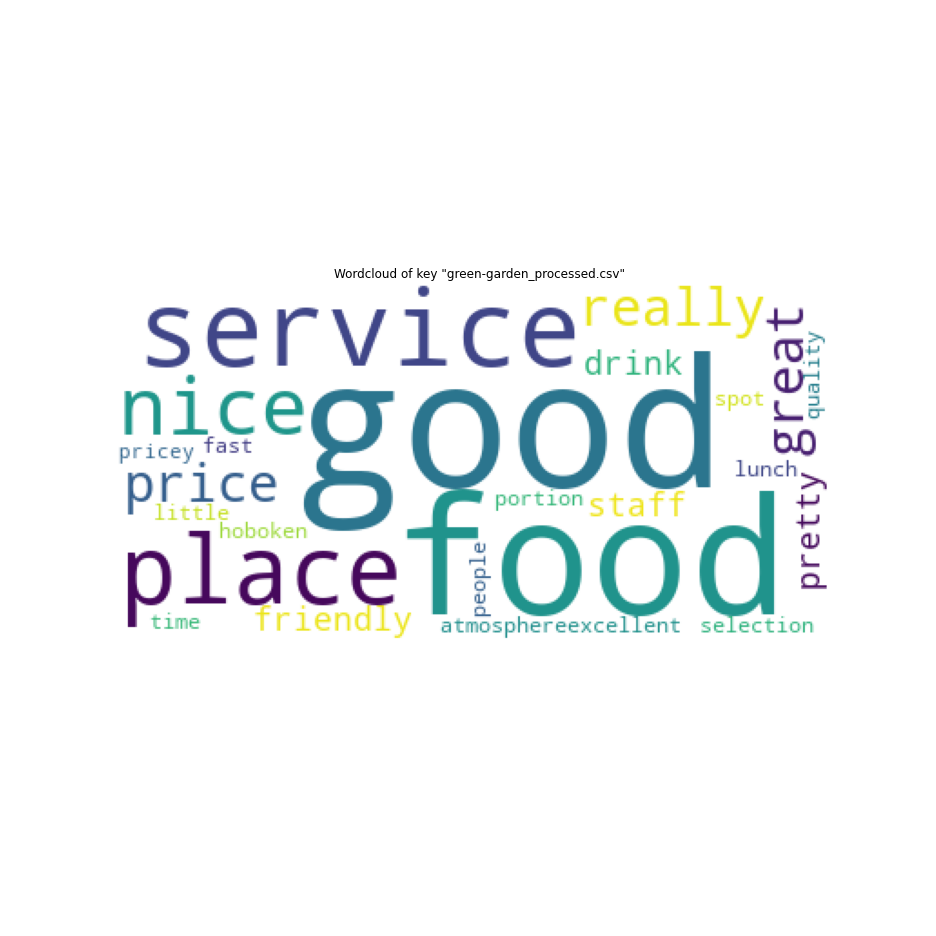 Wordcloud of key "green-garden_processed.csv"
service
really
great
quality
drink
nice
good
spot
pricey
fast
price
lunch
little
portion
staff
pretty
hoboken
food
place
people
time
friendly
atmosphereexcellent
selection